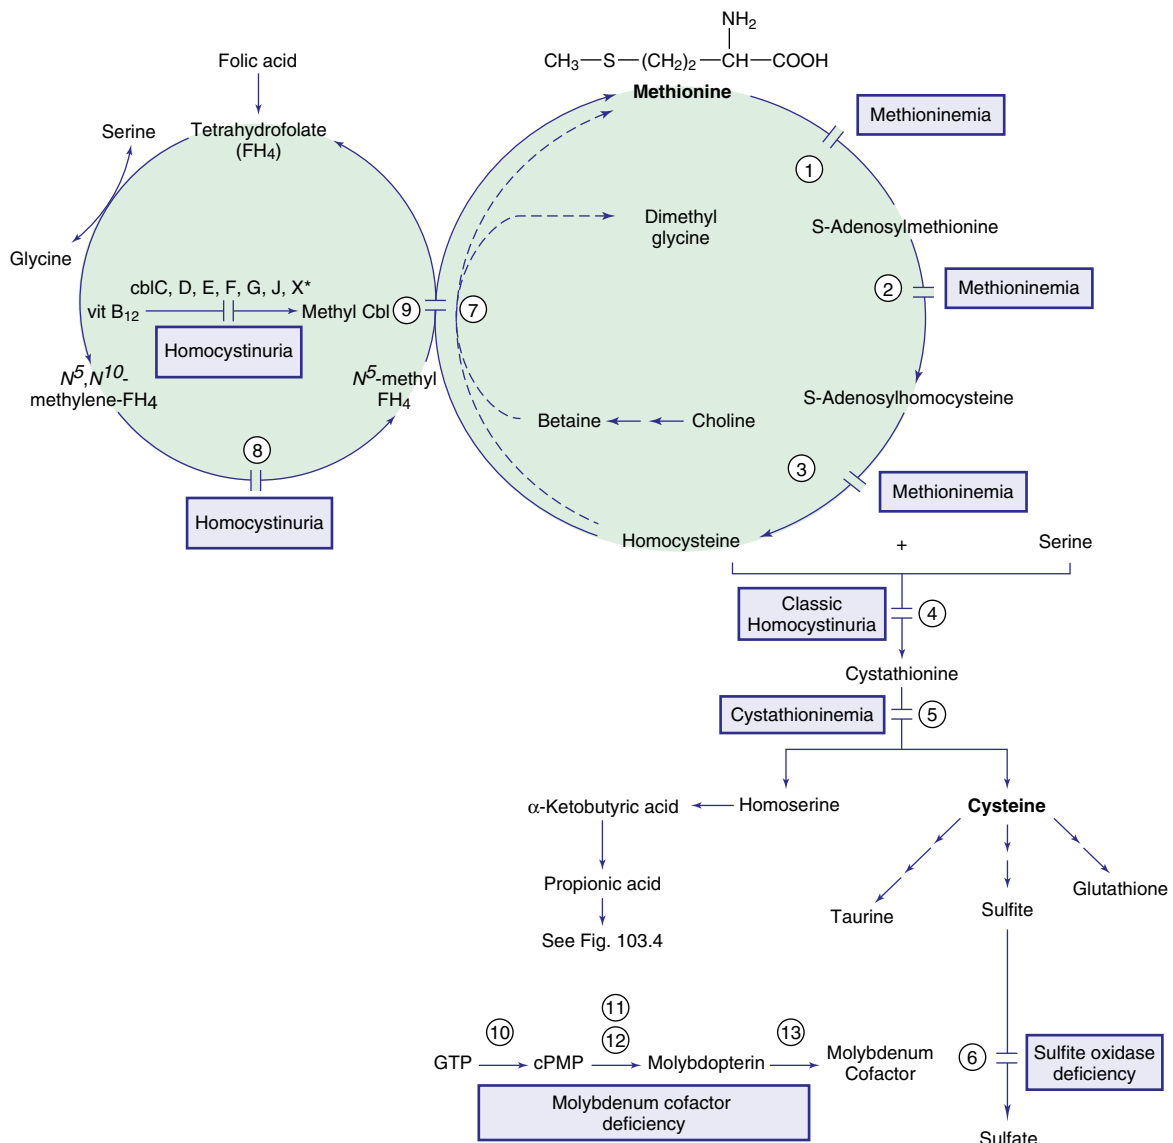 NH₂
CH₃—S—(CH₂)₂—CH—COOH
Methionine
Folic acid
Serine
Tetrahydrofolate
(FH₄)
Glycine
cblC, D, E, F, G, J, X*
vit B₁₂
Methyl Cbl
9
7
Homocystinuria
N⁵,N¹⁰-
methylene-FH₄
N⁵-methyl
FH₄
8
Homocystinuria
Methioninemia
1
Dimethyl
glycine
S-Adenosylmethionine
2
Methioninemia
S-Adenosylhomocysteine
Betaine
Choline
3
Methioninemia
Homocysteine
+
Serine
Classic
Homocystinuria
4
Cystathionine
Cystathioninemia
5
α-Ketobutyric acid
Homoserine
Cysteine
Propionic acid
See Fig. 103.4
Taurine
Sulfite
Glutathione
10
11
12
13
GTP
cPMP
Molybdopterin
Molybdenum
Cofactor
Molybdenum cofactor
deficiency
6
Sulfite oxidase
deficiency
Sulfate